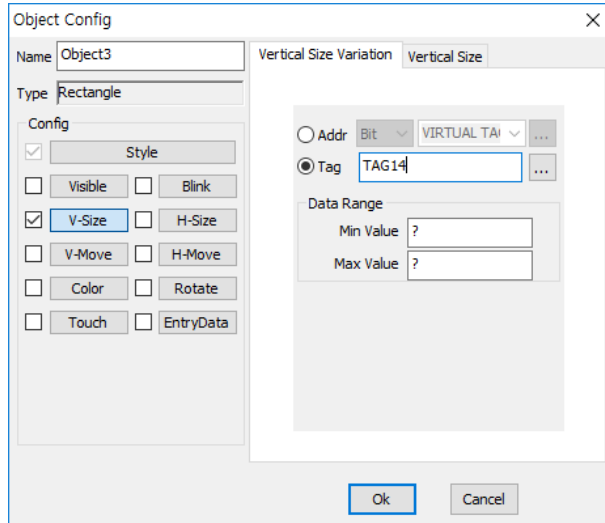 Object Config
Name Object3
Type Rectangle
Config
Style
Visible Blink
V-Size H-Size
V-Move H-Move
Color Rotate
Touch EntryData
Vertical Size Variation Vertical Size
Addr Bit VIRTUAL TA ...
Tag TAG14 ...
Data Range
Min Value ?
Max Value ?
Ok Cancel